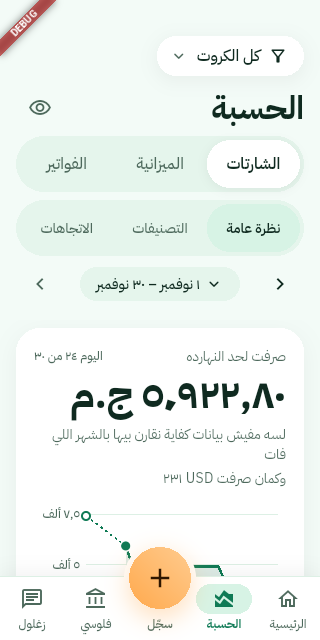 DEBUG
كل الكروت
الحسبة
الشارتات الميزانية الفواتير
نظرة عامة التصنيفات الاتجاهات
١ نوفمبر – ٣٠ نوفمبر
صرفت لحد النهارده اليوم ٢٤ من ٣٠
٥,٩٢٢,٨٠ ج.م
لسه مفيش بيانات كفاية نقارن بيها بالشهر اللي
فات
وكمان صرفت USD ٢٣١
٧,٥ ألف
٥ ألف
الرئيسية الحسبة سجّل فلوسي زغلول